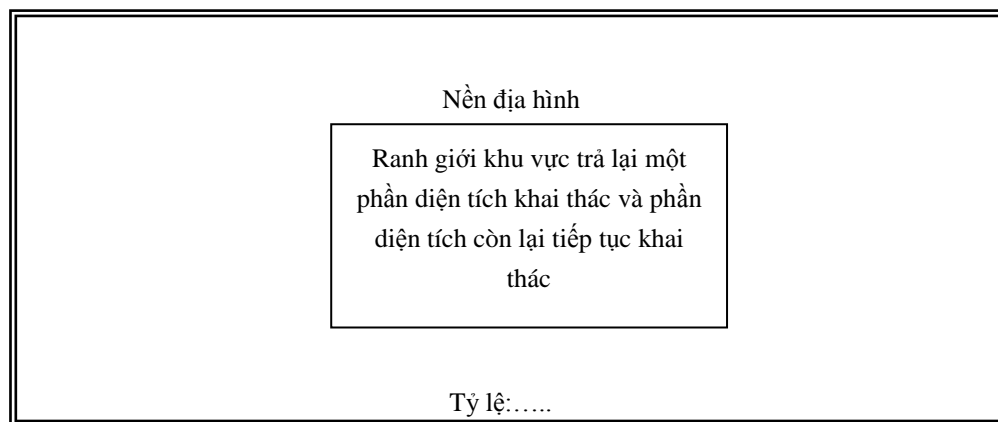 Nền địa hình
Ranh giới khu vực trả lại một
phần diện tích khai thác và phần
diện tích còn lại tiếp tục khai
thác
Tỷ lệ:…..